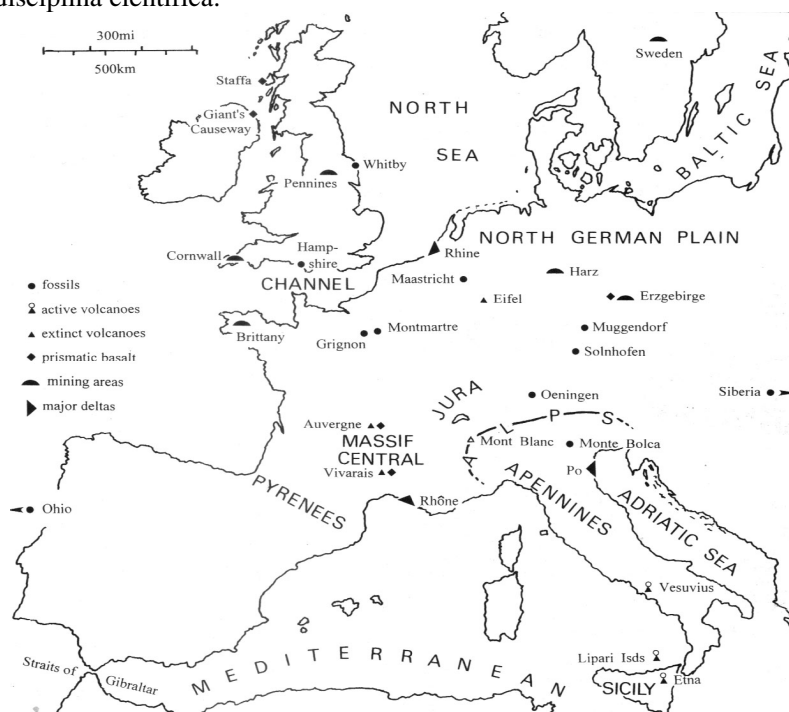 disciplina científica.
300mi
500km
Sweden
Staffa
NORTH
SEA
BALTIC SEA
Giant's
Causeway
Whitby
Pennines
NORTH GERMAN PLAIN
Cornwall
Hamp-
shire
Rhine
CHANNEL
Maastricht
Harz
fossils
active volcanoes
extinct volcanoes
prismatic basalt
mining areas
major deltas
Eifel
Erzgebirge
Brittany
Grignon
Montmartre
Muggendorf
Solnhofen
JURA
Oeningen
Siberia
ALPS
Auvergne
MASSIF
CENTRAL
Mont Blanc
Monte Bolca
Vivarais
Po
PYRENEES
Rhône
APENNINES
ADRIATIC SEA
Ohio
Vesuvius
Straits of
Gibraltar
MEDITERRANEAN
Lipari Isds
SICILY
Etna